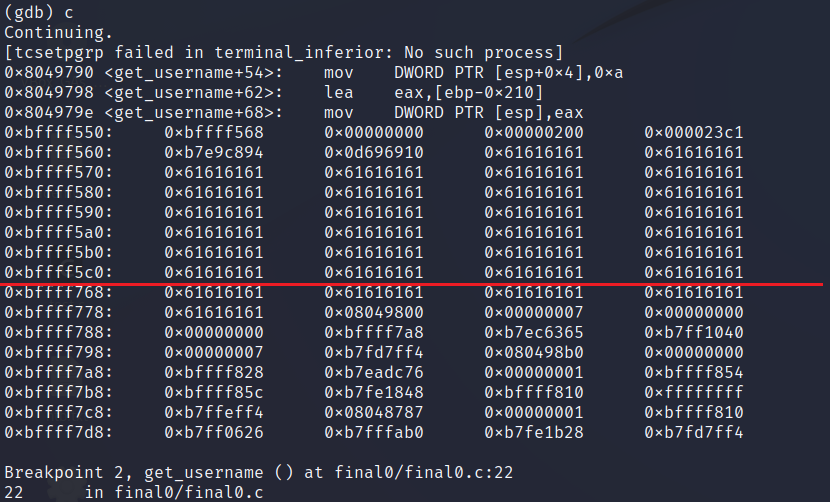 (gdb) c
Continuing.
[tcsetpgrp failed in terminal_inferior: No such process]
0×8049790 <get_username+54>: mov DWORD PTR [esp+0×4],0×a
0×8049798 <get_username+62>: lea eax,[ebp-0×210]
0×804979e <get_username+68>: mov DWORD PTR [esp],eax
0×bffff550: 0×bffff568 0×00000000 0×00000200 0×000023c1
0×bffff560: 0×b7e9c894 0×0d696910 0×61616161 0×61616161
0×bffff570: 0×61616161 0×61616161 0×61616161 0×61616161
0×bffff580: 0×61616161 0×61616161 0×61616161 0×61616161
0×bffff590: 0×61616161 0×61616161 0×61616161 0×61616161
0×bffff5a0: 0×61616161 0×61616161 0×61616161 0×61616161
0×bffff5b0: 0×61616161 0×61616161 0×61616161 0×61616161
0×bffff5c0: 0×61616161 0×61616161 0×61616161 0×61616161
0×bffff768: 0×61616161 0×61616161 0×61616161 0×61616161
0×bffff778: 0×61616161 0×08049800 0×00000007 0×00000000
0×bffff788: 0×00000000 0×bffff7a8 0×b7ec6365 0×b7ff1040
0×bffff798: 0×00000007 0×b7fd7ff4 0×080498b0 0×00000000
0×bffff7a8: 0×bffff828 0×b7eadc76 0×00000001 0×bffff854
0×bffff7b8: 0×bffff85c 0×b7fe1848 0×bffff810 0×ffffffff
0×bffff7c8: 0×b7ffeff4 0×08048787 0×00000001 0×bffff810
0×bffff7d8: 0×b7ff0626 0×b7fffab0 0×b7fe1b28 0×b7fd7ff4
Breakpoint 2, get_username () at final0/final0.c:22
22 in final0/final0.c